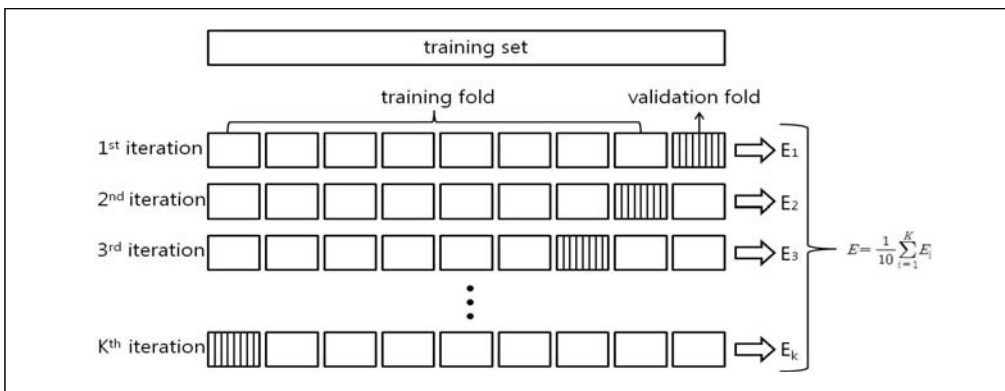 training set
training fold
validation fold
1st iteration
E1
2nd iteration
E2
3rd iteration
E3
E = 1/10 K∑i=1 Ei
Kth iteration
Ek